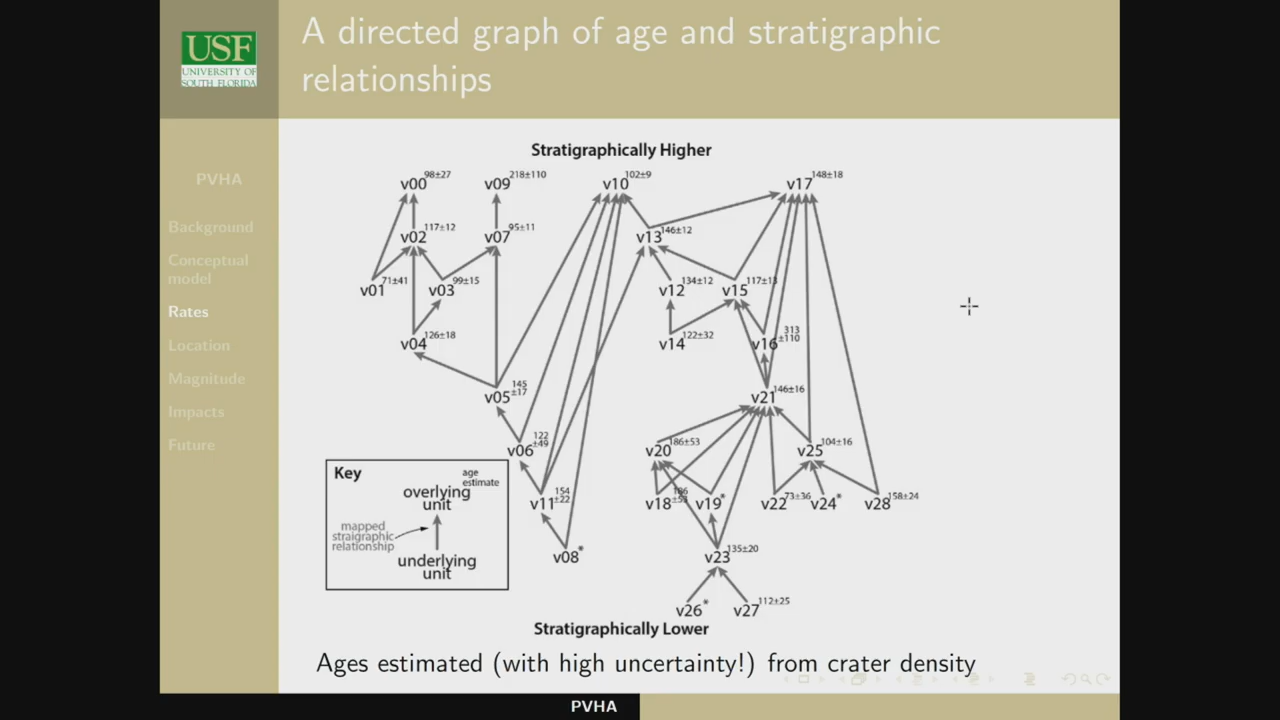 USF
UNIVERSITY OF
SOUTH FLORIDA
A directed graph of age and stratigraphic
relationships
PVHA
Background
Conceptual
model
Rates
Location
Magnitude
Impacts
Future
Stratigraphically Higher
v00 98±27
v09 218±110
v10 102±9
v17 148±18
v02 117±12
v07 95±11
v13 146±12
v01 71±41
v03 99±15
v12 134±12
v15 117±13
v04 126±18
v14 122±32
v16 313 ±110
v05 145 ±17
v21 146±16
v06 122 ±49
v20 186±53
v25 104±16
v11 154 ±22
v18 186 ±53
v19*
v22 73±36
v24*
v28 158±24
v08*
v23 135±20
v26*
v27 112±25
Key
age
estimate
overlying
unit
mapped
straigraphic
relationship
underlying
unit
Stratigraphically Lower
Ages estimated (with high uncertainty!) from crater density
PVHA